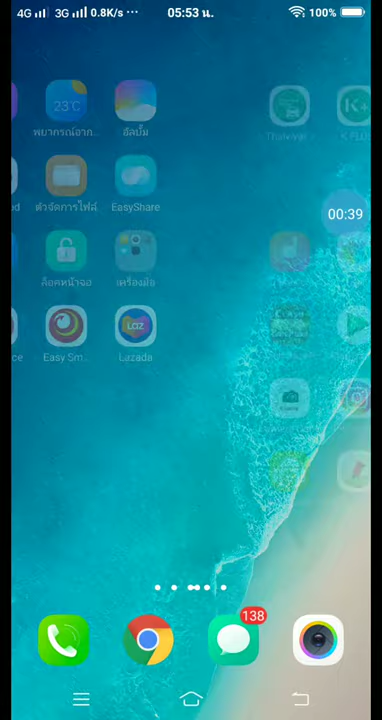 4G 3G 0.8K/s ··· 05:53 น. 100%
23°C
พยากรณ์อาก.. อัลบั้ม K PLU
ตัวจัดการไฟล์ EasyShare
00:39
ล็อคหน้าจอ เครื่องมือ
LAZ
Easy Sm.. Lazada
138